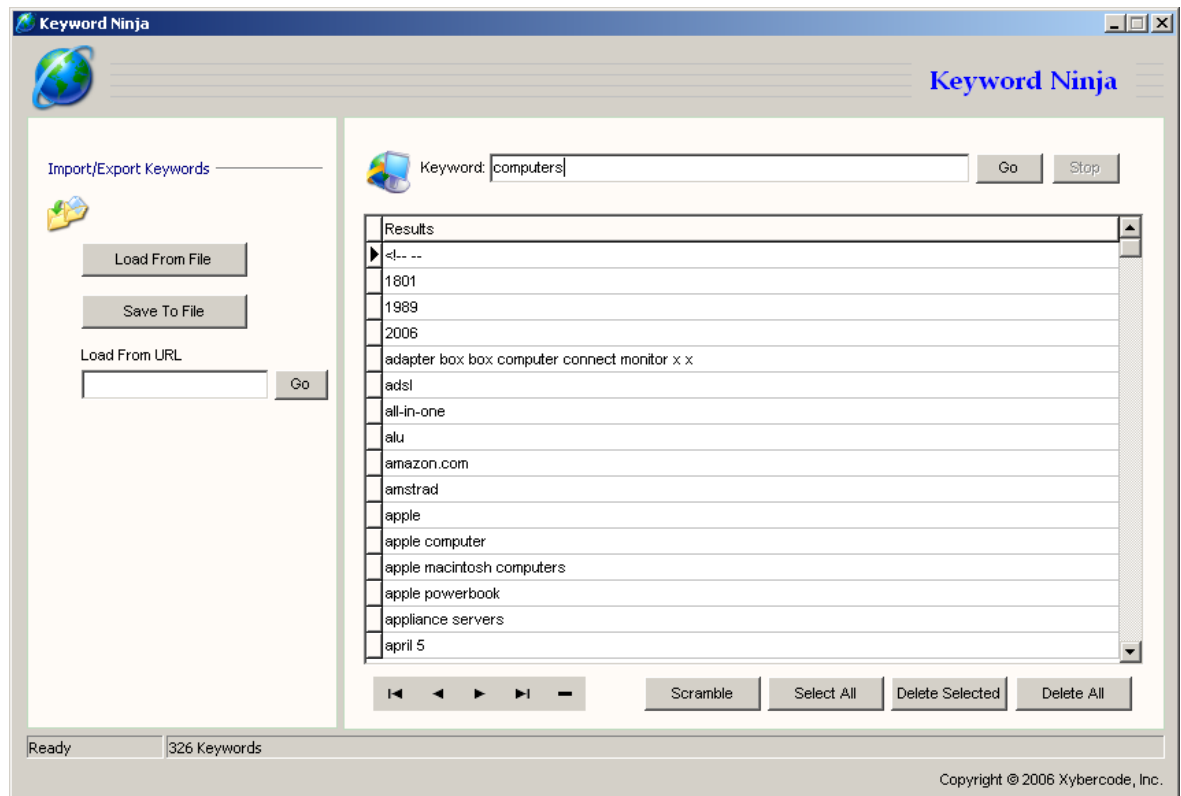 Keyword Ninja
Keyword Ninja
Import/Export Keywords
Load From File
Save To File
Load From URL
Go
Keyword: computers
Go
Stop
Results
<!-- --
1801
1989
2006
adapter box box computer connect monitor x x
adsl
all-in-one
alu
amazon.com
amstrad
apple
apple computer
apple macintosh computers
apple powerbook
appliance servers
april 5
Scramble
Select All
Delete Selected
Delete All
Ready
326 Keywords
Copyright © 2006 Xybercode, Inc.